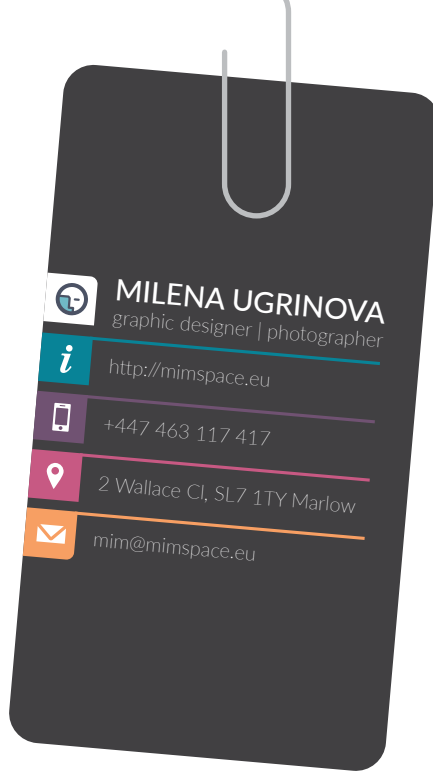 MILENA UGRINOVA
graphic designer | photographer
http://mimspace.eu
+447 463 117 417
2 Wallace Cl, SL7 1TY Marlow
mim@mimspace.eu